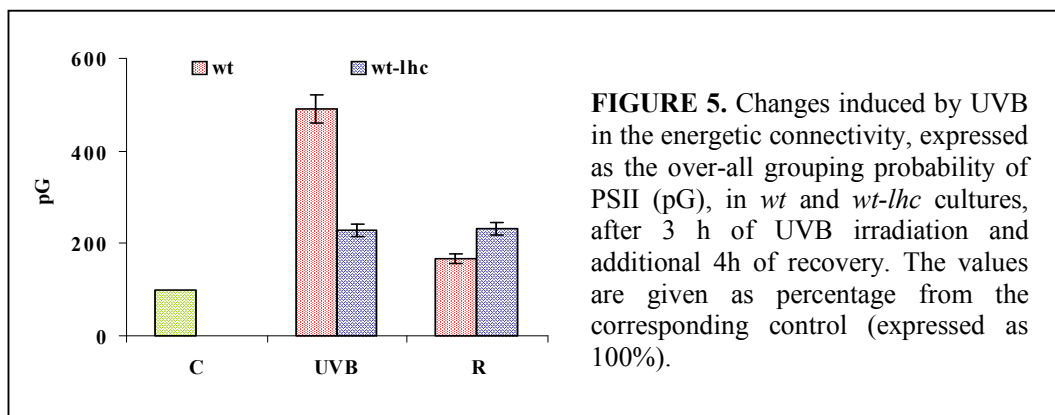 600
400
200
0
pG
wt
wt-lhc
C
UVB
R
FIGURE 5. Changes induced by UVB
in the energetic connectivity, expressed
as the over-all grouping probability of
PSII (pG), in wt and wt-lhc cultures,
after 3 h of UVB irradiation and
additional 4h of recovery. The values
are given as percentage from the
corresponding control (expressed as
100%).